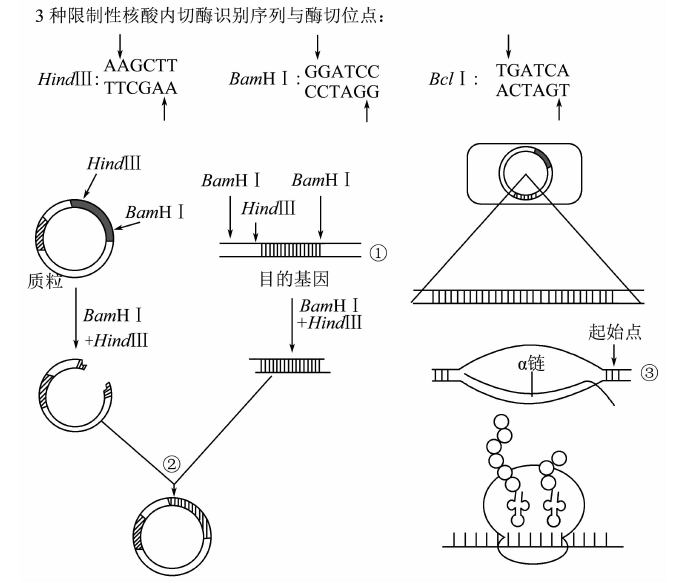 3 种限制性核酸内切酶识别序列与酶切位点：
HindⅢ：
AAGCTT
TTCGAA
BamHⅠ：
GGATCC
CCTAGG
BclⅠ：
TGATCA
ACTAGT
HindⅢ
BamHⅠ
质粒
BamHⅠ
+HindⅢ
BamHⅠ
BamHⅠ
HindⅢ
①
目的基因
BamHⅠ
+HindⅢ
②
起始点
α链
③